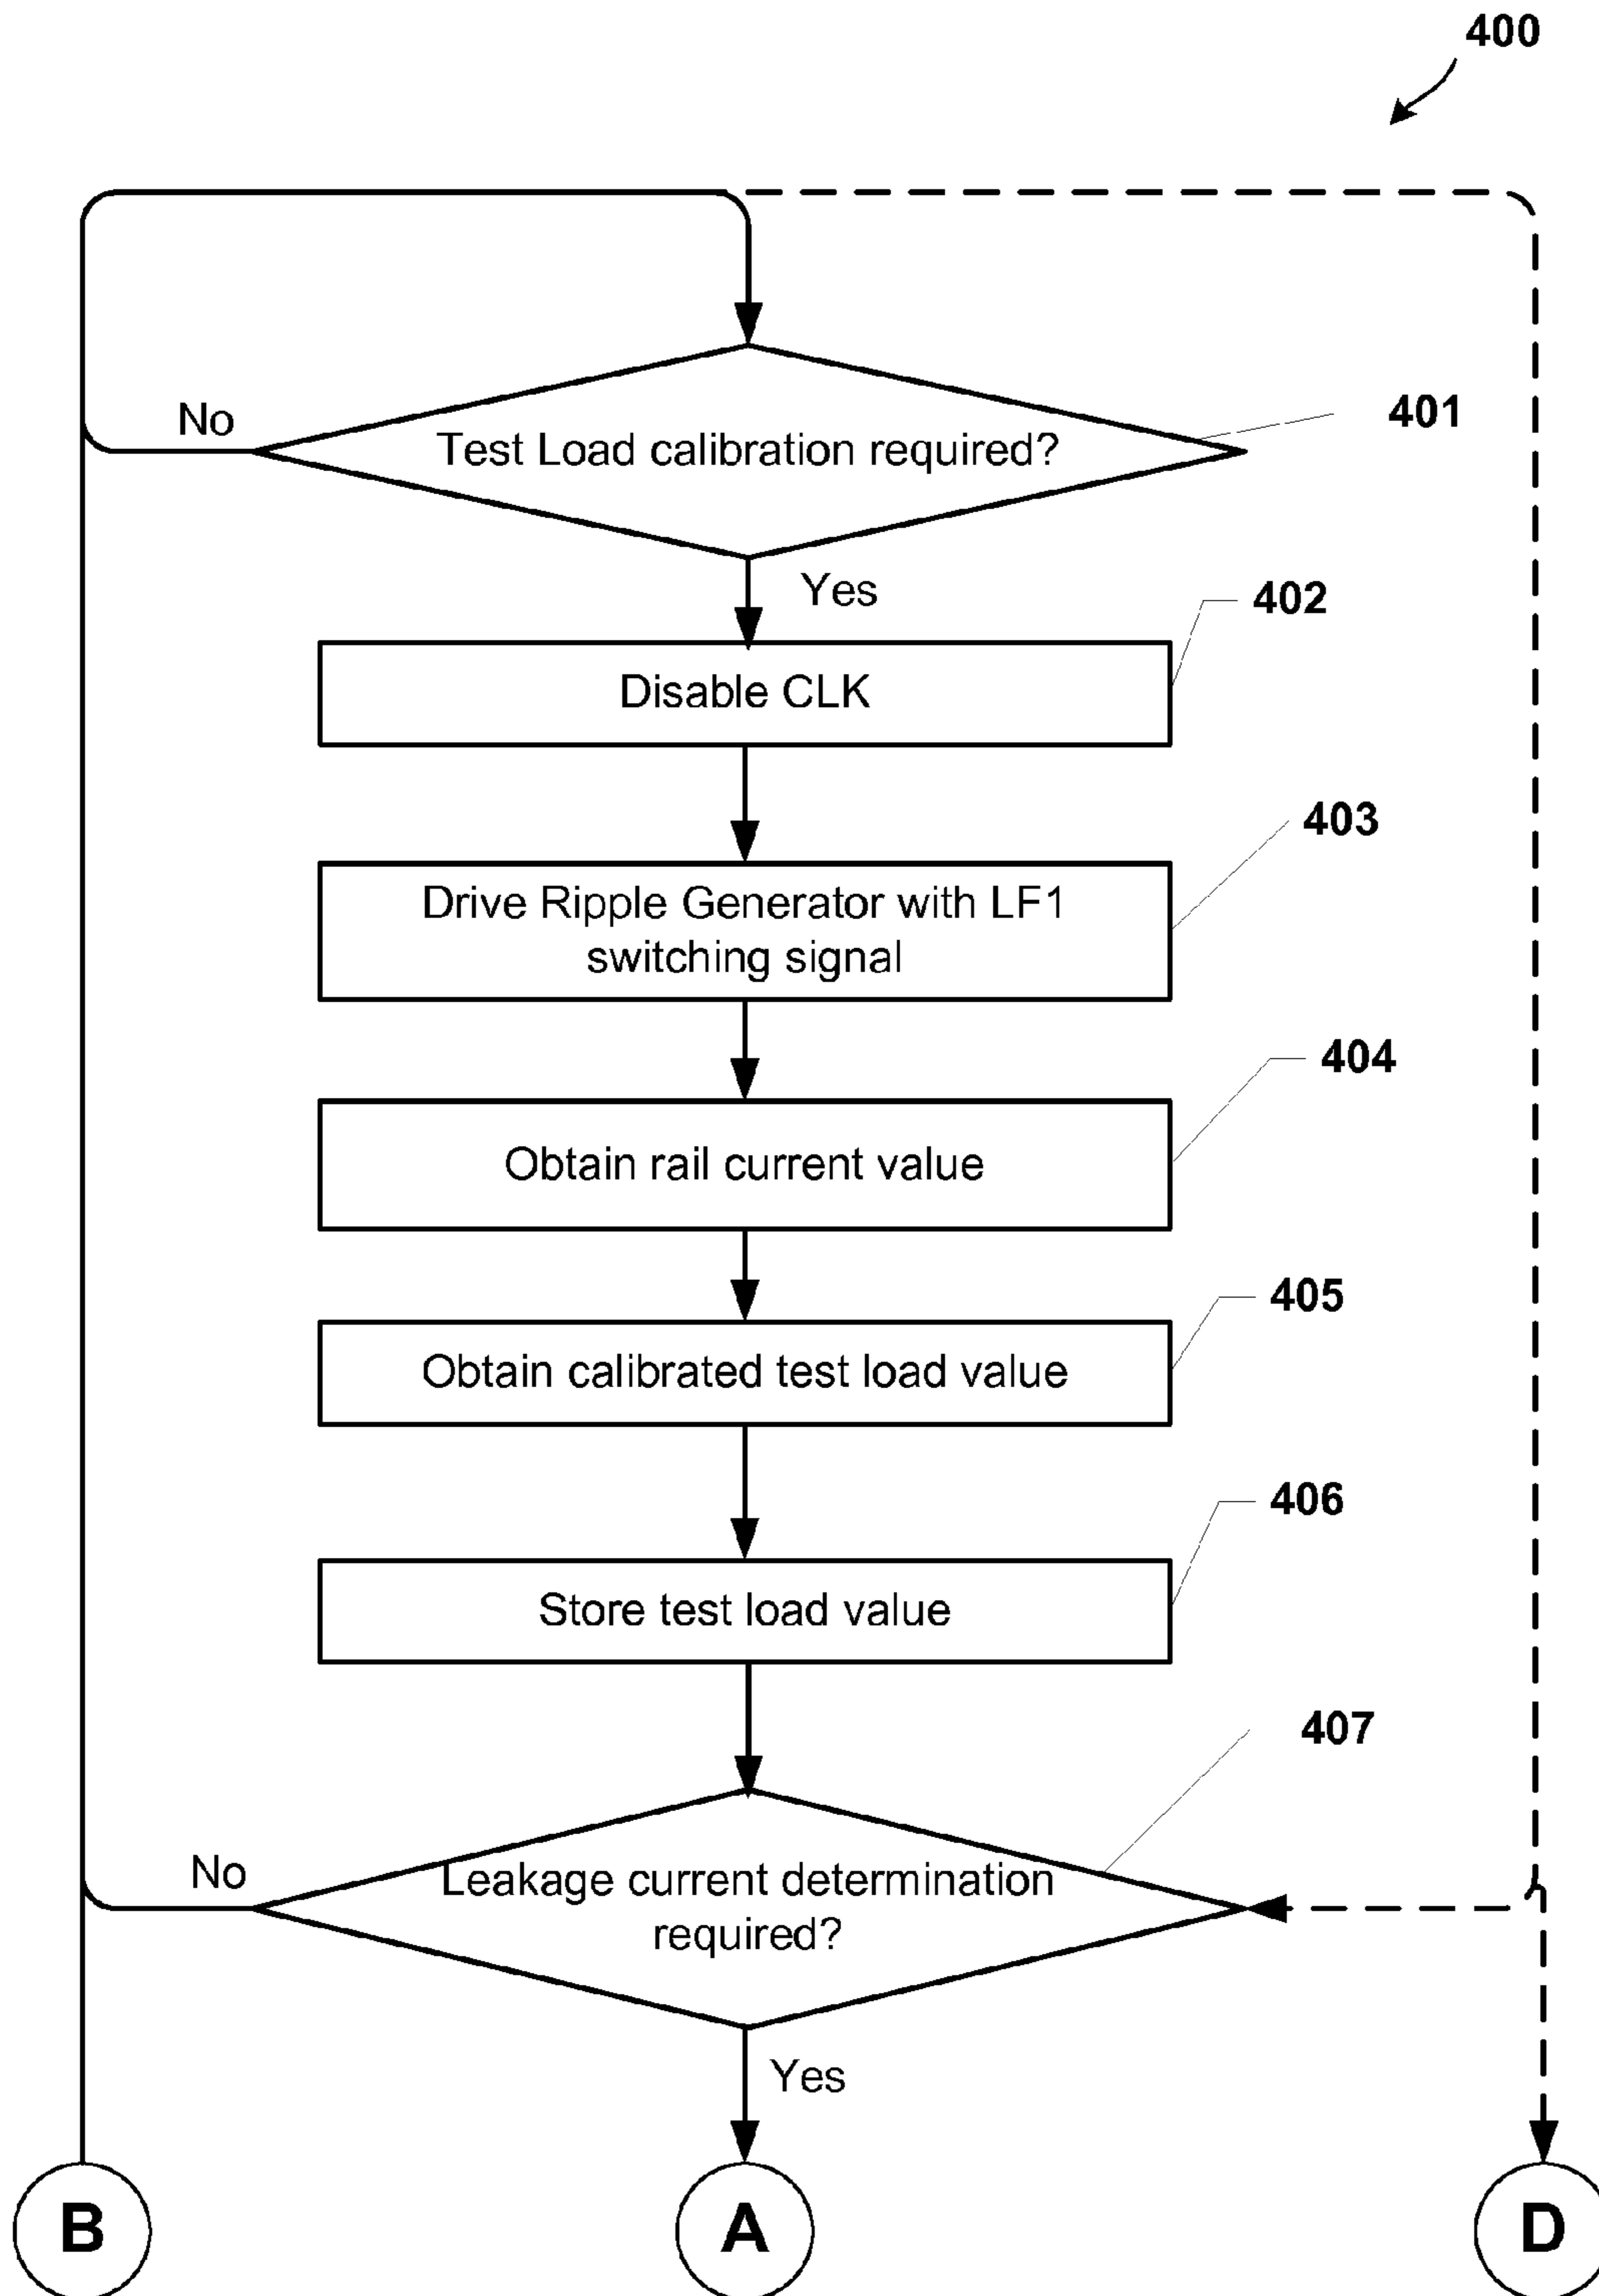 400
No
Test Load calibration required?
401
Yes
402
Disable CLK
403
Drive Ripple Generator with LF1
switching signal
404
Obtain rail current value
405
Obtain calibrated test load value
406
Store test load value
407
No
Leakage current determination
required?
Yes
B
A
D